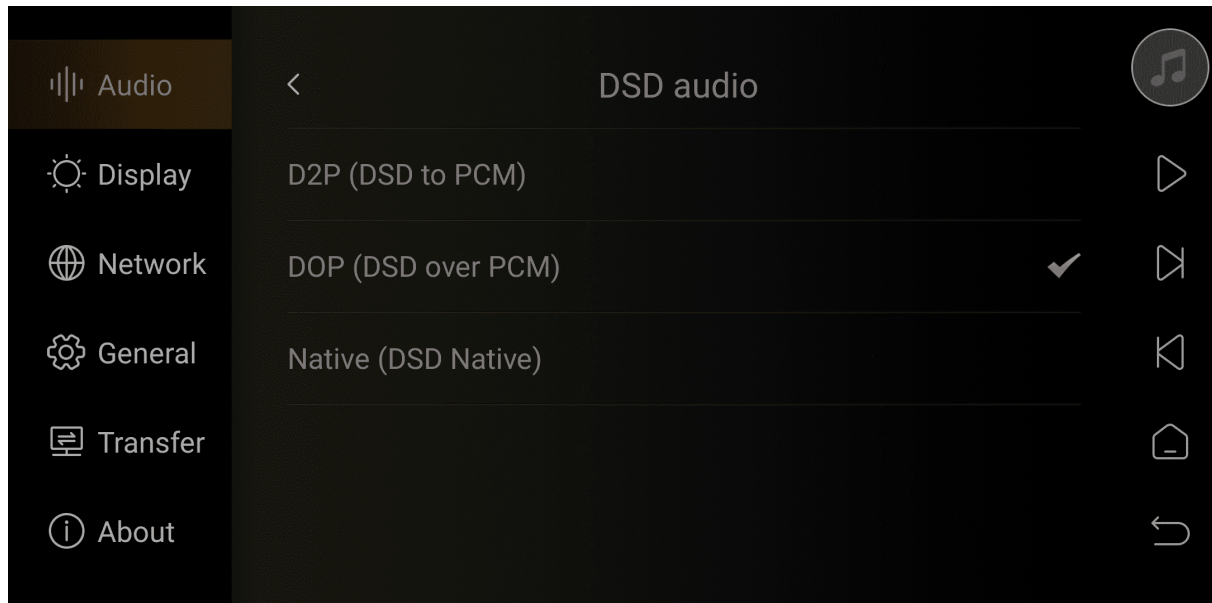 Audio
Display
Network
General
Transfer
About
DSD audio
D2P (DSD to PCM)
DOP (DSD over PCM)
Native (DSD Native)